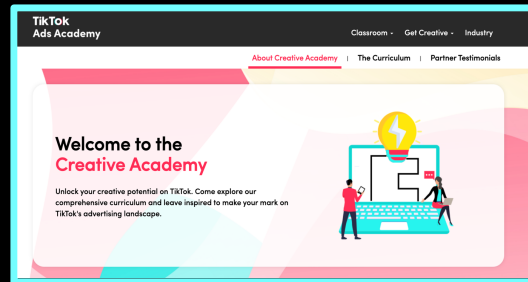 TikTok
Ads Academy
Classroom
Get Creative
Industry
About Creative Academy | The Curriculum | Partner Testimonials
Welcome to the
Creative Academy
Unlock your creative potential on TikTok. Come explore our
comprehensive curriculum and leave inspired to make your mark on
TikTok's advertising landscape.